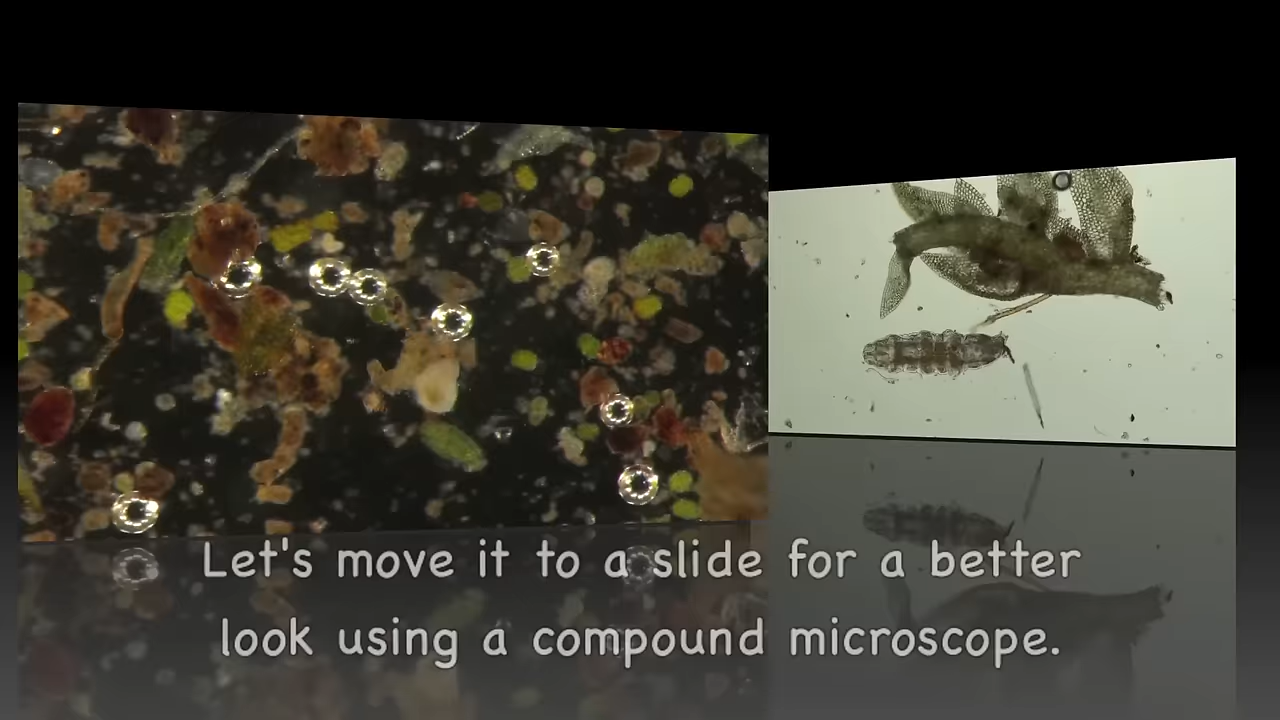 Let's move it to a slide for a better
look using a compound microscope.